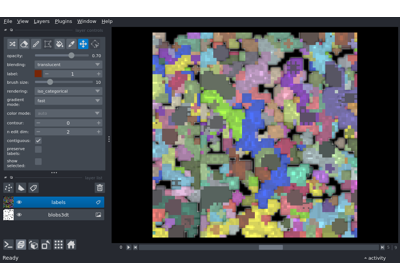 File View Layers Plugins Window Help
opacity: 0.70
blending: translucent
label: 1
brush size: 10
rendering: iso_categorical
gradient mode: fast
color mode:
contour: 0
n edit dim: 2
contiguous:
preserve labels:
show selected:
labels
blobs3dt
Ready
activity